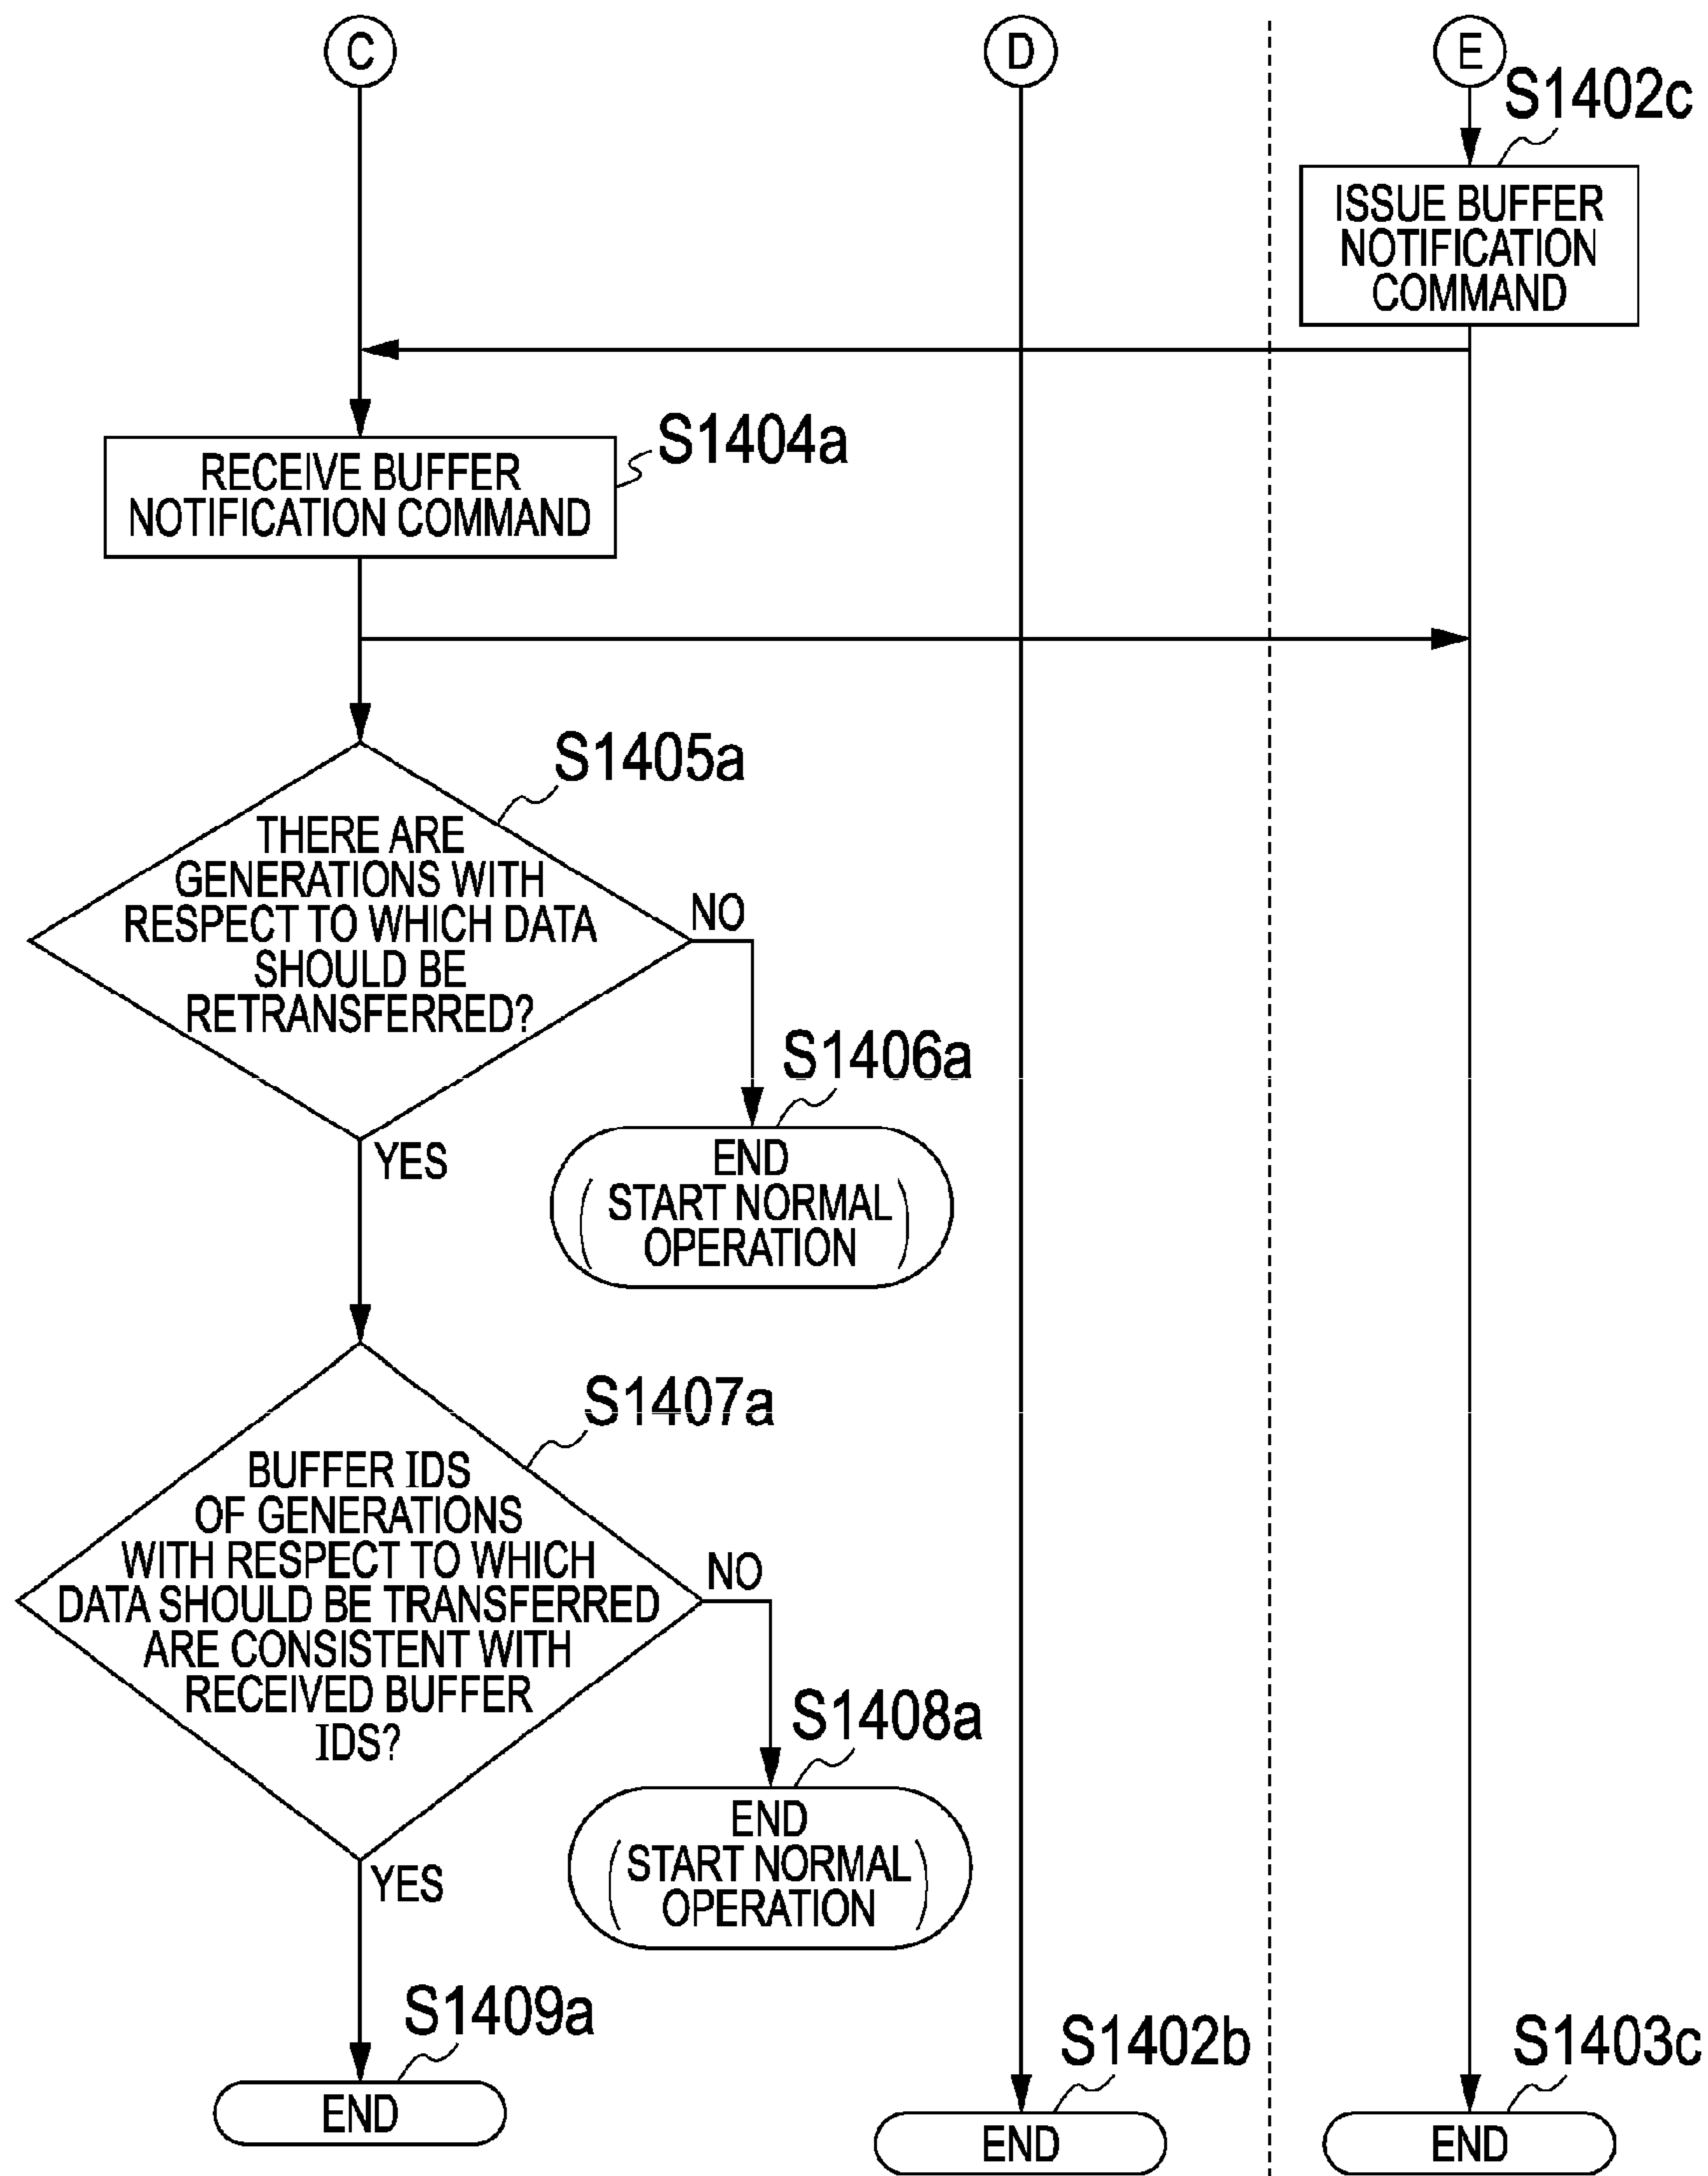 C
D
E
S1402c
ISSUE BUFFER
NOTIFICATION
COMMAND
S1404a
RECEIVE BUFFER
NOTIFICATION COMMAND
S1405a
THERE ARE
GENERATIONS WITH
RESPECT TO WHICH DATA
SHOULD BE
RETRANSFERRED?
NO
YES
S1406a
END
(START NORMAL
OPERATION)
S1407a
BUFFER IDS
OF GENERATIONS
WITH RESPECT TO WHICH
DATA SHOULD BE TRANSFERRED
ARE CONSISTENT WITH
RECEIVED BUFFER
IDS?
NO
YES
S1408a
END
(START NORMAL
OPERATION)
S1409a
END
S1402b
END
S1403c
END